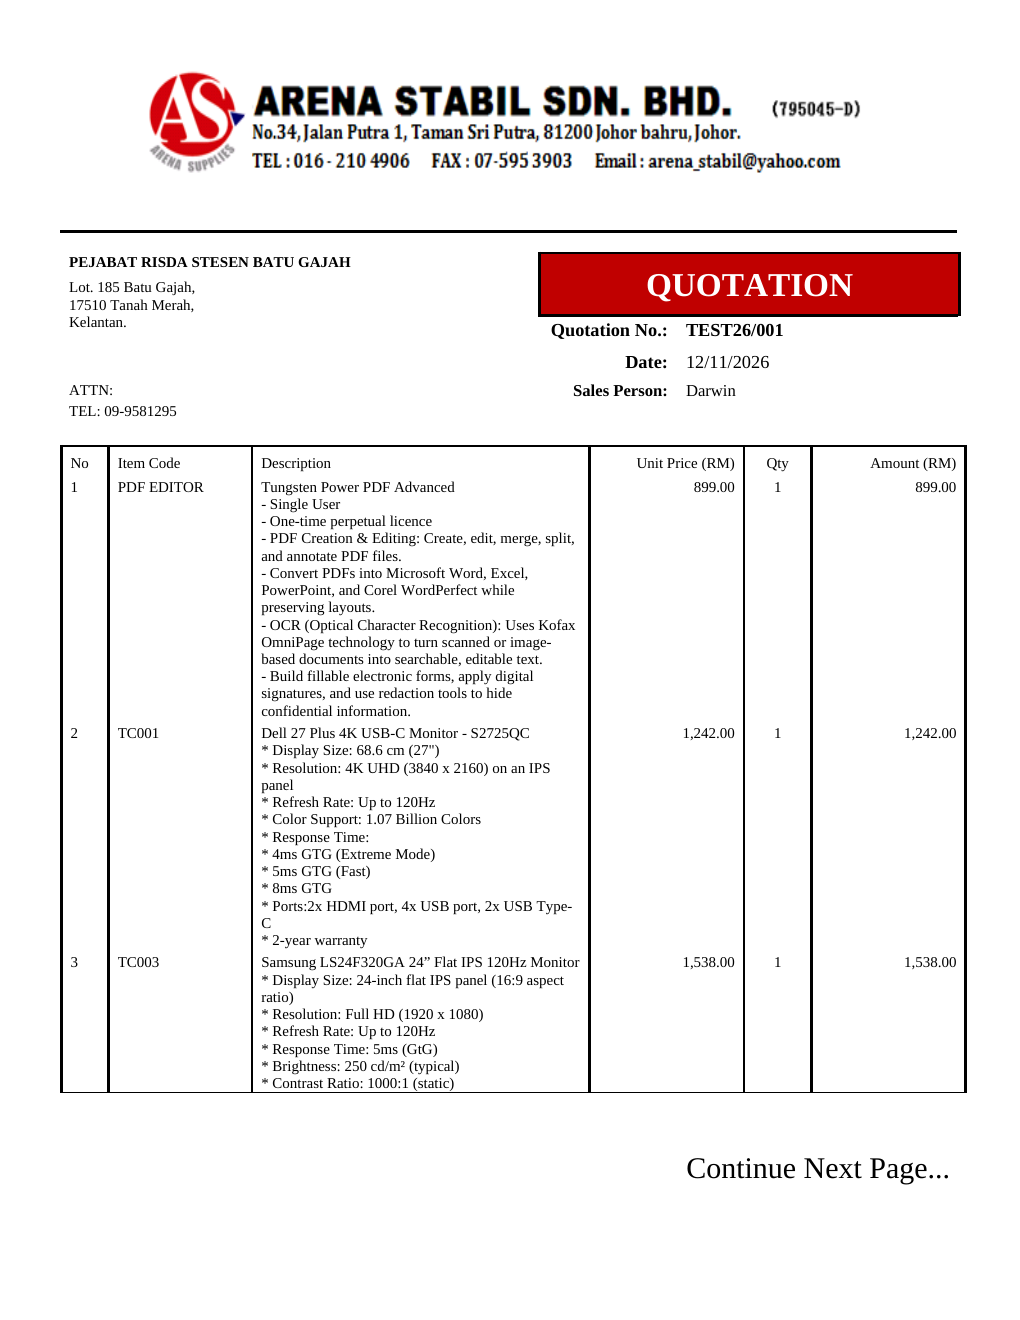 AS
ARENA SUPPLIES
ARENA STABIL SDN. BHD. (795045-D)
No.34, Jalan Putra 1, Taman Sri Putra, 81200 Johor bahru, Johor.
TEL : 016 - 210 4906 FAX : 07-595 3903 Email : arena_stabil@yahoo.com
PEJABAT RISDA STESEN BATU GAJAH
Lot. 185 Batu Gajah,
17510 Tanah Merah,
Kelantan.
ATTN:
TEL: 09-9581295
QUOTATION
Quotation No.: TEST26/001
Date: 12/11/2026
Sales Person: Darwin
No Item Code Description Unit Price (RM) Qty Amount (RM)
1 PDF EDITOR Tungsten Power PDF Advanced 899.00 1 899.00
- Single User
- One-time perpetual licence
- PDF Creation & Editing: Create, edit, merge, split,
and annotate PDF files.
- Convert PDFs into Microsoft Word, Excel,
PowerPoint, and Corel WordPerfect while
preserving layouts.
- OCR (Optical Character Recognition): Uses Kofax
OmniPage technology to turn scanned or image-
based documents into searchable, editable text.
- Build fillable electronic forms, apply digital
signatures, and use redaction tools to hide
confidential information.
2 TC001 Dell 27 Plus 4K USB-C Monitor - S2725QC 1,242.00 1 1,242.00
* Display Size: 68.6 cm (27")
* Resolution: 4K UHD (3840 x 2160) on an IPS
panel
* Refresh Rate: Up to 120Hz
* Color Support: 1.07 Billion Colors
* Response Time:
* 4ms GTG (Extreme Mode)
* 5ms GTG (Fast)
* 8ms GTG
* Ports:2x HDMI port, 4x USB port, 2x USB Type-
C
* 2-year warranty
3 TC003 Samsung LS24F320GA 24” Flat IPS 120Hz Monitor 1,538.00 1 1,538.00
* Display Size: 24-inch flat IPS panel (16:9 aspect
ratio)
* Resolution: Full HD (1920 x 1080)
* Refresh Rate: Up to 120Hz
* Response Time: 5ms (GtG)
* Brightness: 250 cd/m² (typical)
* Contrast Ratio: 1000:1 (static)
Continue Next Page...